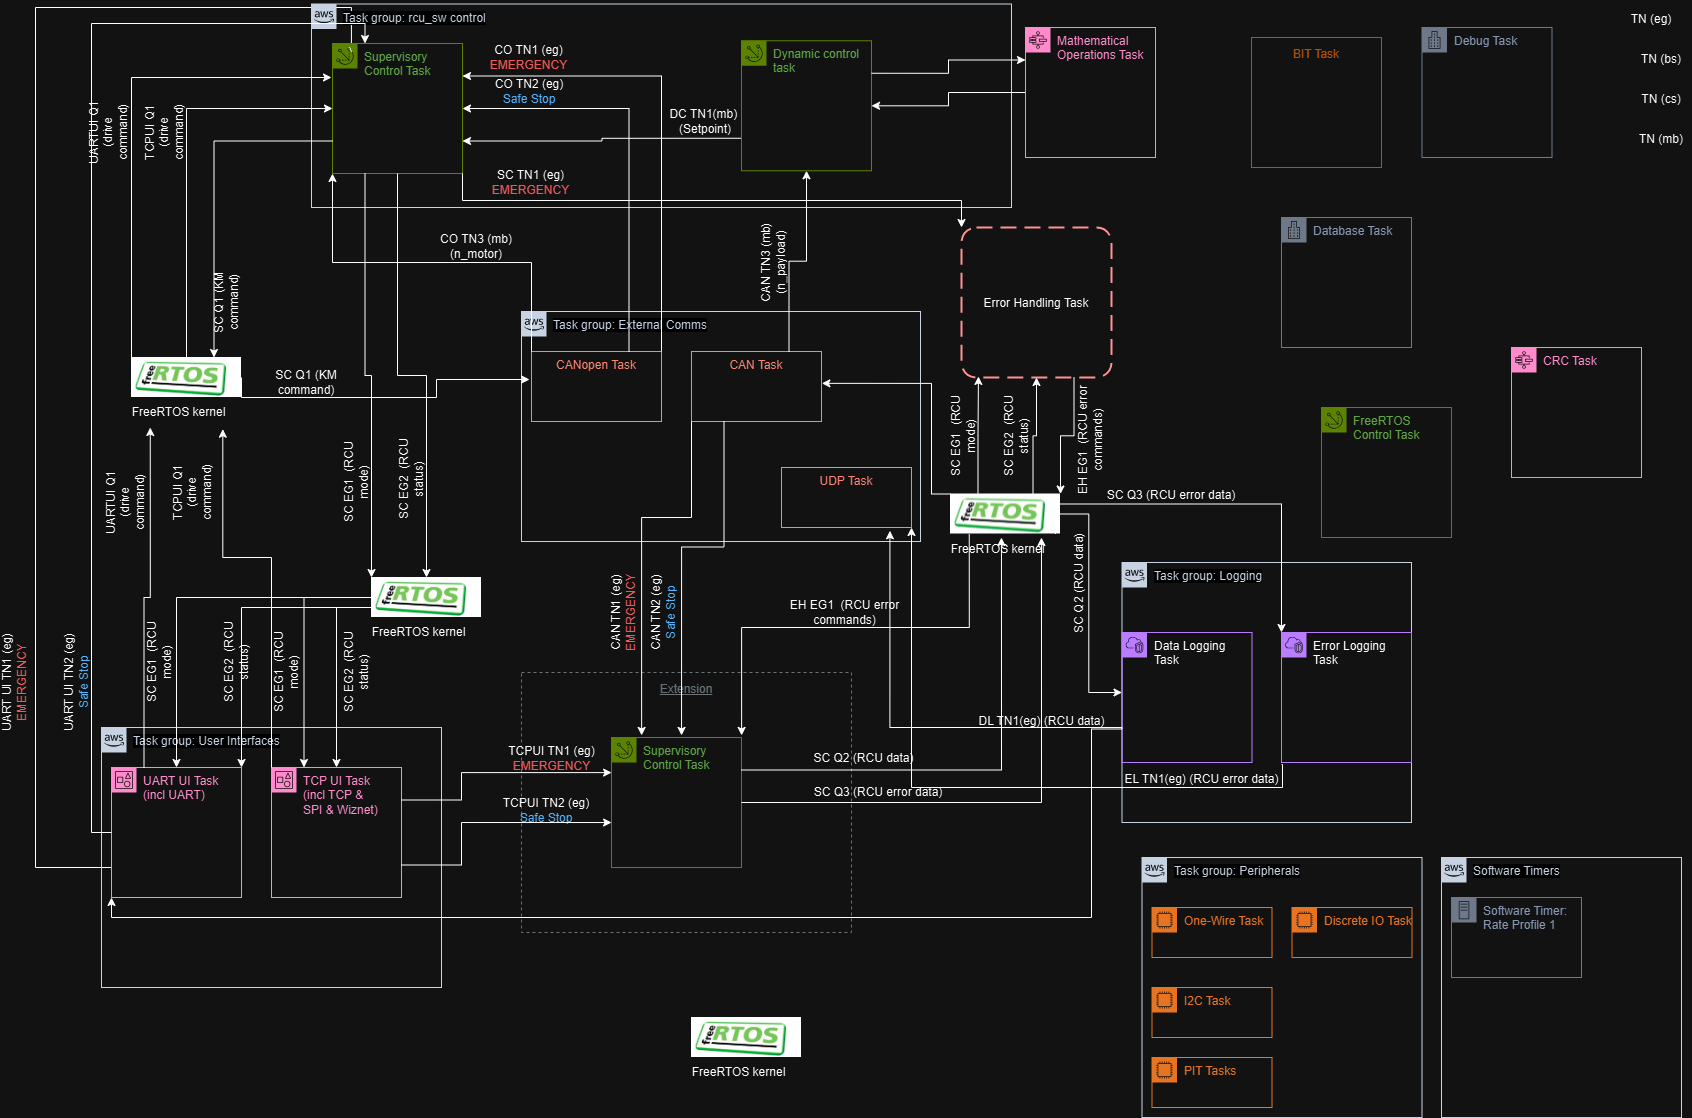 aws
Task group: rcu_sw control
Supervisory
Control Task
CO TN1 (eg)
EMERGENCY
CO TN2 (eg)
Safe Stop
Dynamic control
task
DC TN1(mb)
(Setpoint)
Mathematical
Operations Task
BIT Task
Debug Task
TN (eg)
TN (bs)
TN (cs)
TN (mb)
UARTUI Q1
(drive
command)
TCPUI Q1
(drive
command)
SC TN1 (eg)
EMERGENCY
CO TN3 (mb)
(n_motor)
CAN TN3 (mb)
(n_payload)
Error Handling Task
Database Task
SC Q1 (KM
command)
aws
Task group: External Comms
CANopen Task
CAN Task
UDP Task
free
RTOS
FreeRTOS kernel
SC Q1 (KM
command)
CRC Task
FreeRTOS
Control Task
UARTUI Q1
(drive
command)
TCPUI Q1
(drive
command)
SC EG1 (RCU
mode)
SC EG2 (RCU
status)
SC EG1 (RCU
mode)
SC EG2 (RCU
status)
EH EG1 (RCU error
commands)
free
RTOS
FreeRTOS kernel
SC Q3 (RCU error data)
SC Q2 (RCU data)
free
RTOS
FreeRTOS kernel
CANTN1 (eg)
EMERGENCY
CANTN2 (eg)
Safe Stop
EH EG1 (RCU error
commands)
aws
Task group: Logging
Data Logging
Task
Error Logging
Task
UART UI TN1 (eg)
EMERGENCY
UART UI TN2 (eg)
Safe Stop
SC EG1 (RCU
mode)
SC EG2 (RCU
status)
SC EG1 (RCU
mode)
SC EG2 (RCU
status)
Extension
DL TN1(eg) (RCU data)
aws
Task group: User Interfaces
UART UI Task
(incl UART)
TCP UI Task
(incl TCP &
SPI & Wiznet)
TCPUI TN1 (eg)
EMERGENCY
TCPUI TN2 (eg)
Safe Stop
Supervisory
Control Task
SC Q2 (RCU data)
SC Q3 (RCU error data)
EL TN1(eg) (RCU error data)
aws
Task group: Peripherals
One-Wire Task
Discrete IO Task
I2C Task
PIT Tasks
aws
Software Timers
Software Timer:
Rate Profile 1
free
RTOS
FreeRTOS kernel